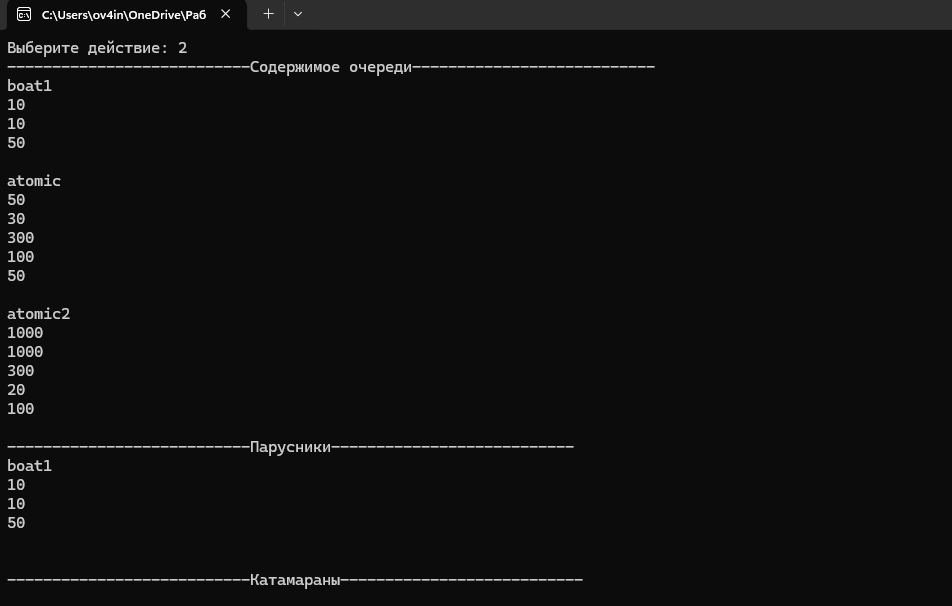 C:\Users\ov4in\OneDrive\Раб
Выберите действие: 2
---------------------------Содержимое очереди---------------------------
boat1
10
10
50
atomic
50
30
300
100
50
atomic2
1000
1000
300
20
100
---------------------------Парусники---------------------------
boat1
10
10
50
---------------------------Катамараны---------------------------